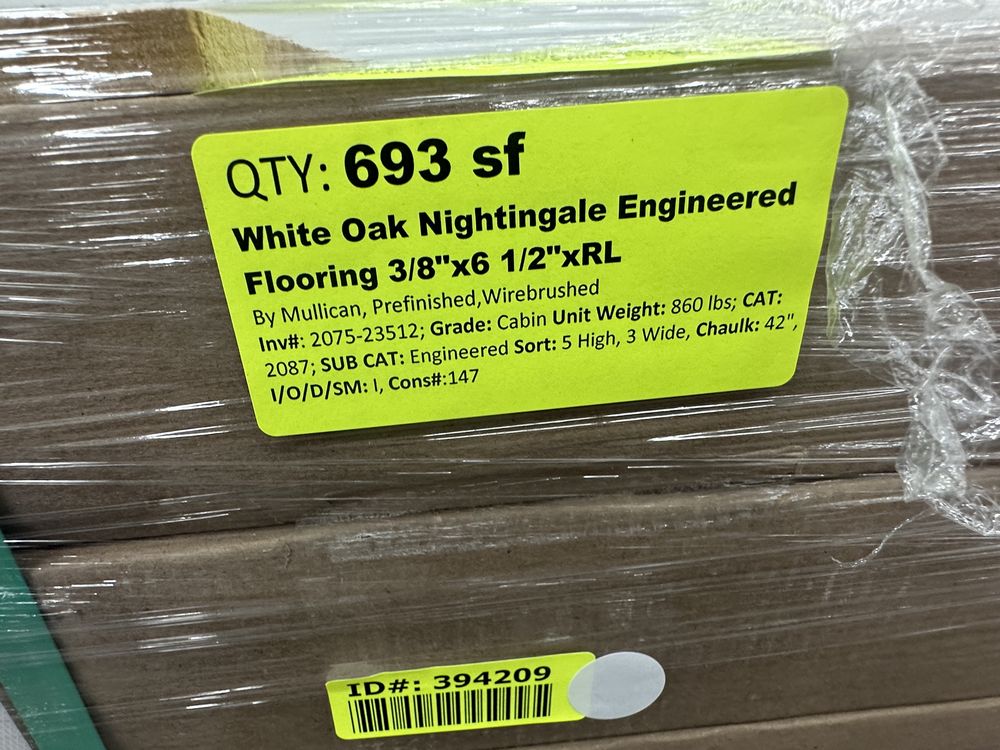 QTY: 693 sf
White Oak Nightingale Engineered
Flooring 3/8"x6 1/2"xRL
By Mullican, Prefinished,Wirebrushed
Inv#: 2075-23512; Grade: Cabin Unit Weight: 860 lbs; CAT:
2087; SUB CAT: Engineered Sort: 5 High, 3 Wide, Chaulk: 42",
I/O/D/SM: I, Cons#:147
ID#: 394209